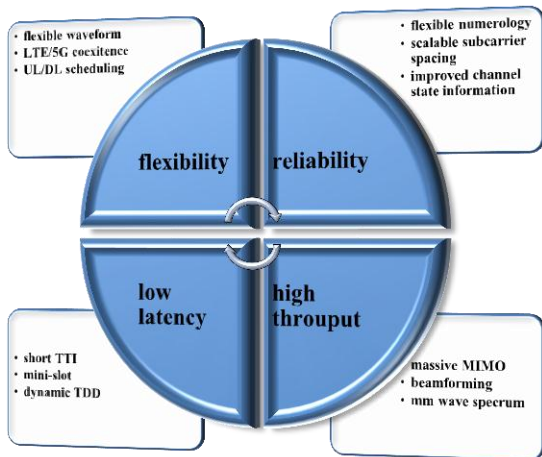 • flexible waveform
• LTE/5G coexitence
• UL/DL scheduling
• flexible numerology
• scalable subcarrier
spacing
• improved channel
state information
flexibility
reliability
low
latency
high
throuput
• short TTI
• mini-slot
• dynamic TDD
massive MIMO
• beamforming
• mm wave specrum